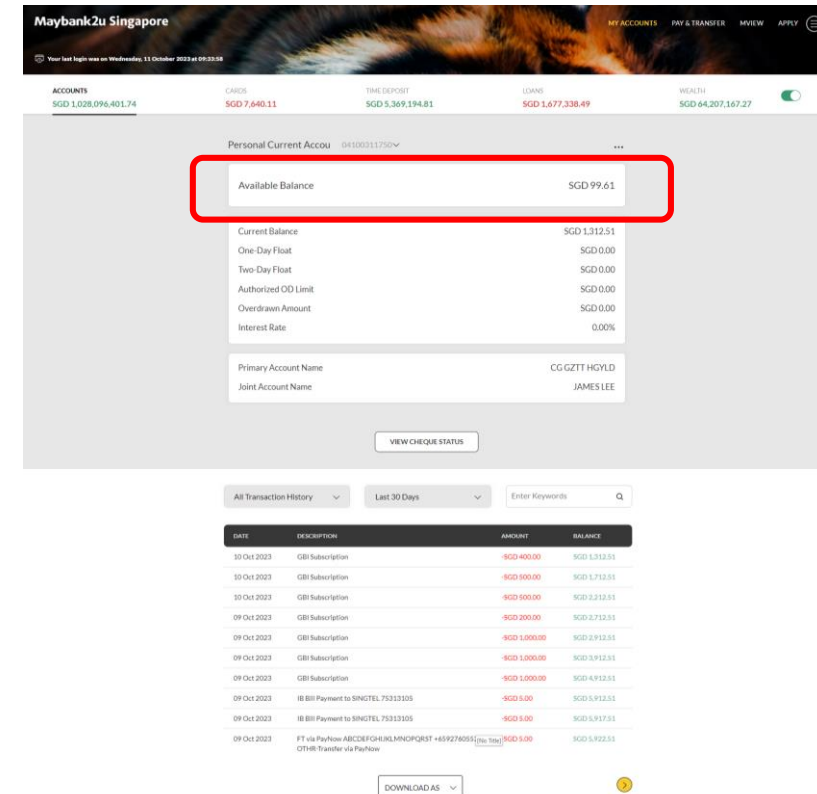 Maybank2u Singapore
MY ACCOUNTS PAY & TRANSFER MVIEW APPLY
Your last login was on Wednesday, 11 October 2023 at 09:33:58
ACCOUNTS CARDS TIME DEPOSIT LOANS WEALTH
SGD 1,028,096,401.74 SGD 7,640.11 SGD 5,369,194.81 SGD 1,677,338.49 SGD 64,207,167.27
Personal Current Accou 04100311750
Available Balance SGD 99.61
Current Balance SGD 1,312.51
One-Day Float SGD 0.00
Two-Day Float SGD 0.00
Authorized OD Limit SGD 0.00
Overdrawn Amount SGD 0.00
Interest Rate 0.00%
Primary Account Name CG GZTT HGYLD
Joint Account Name JAMES LEE
VIEW CHEQUE STATUS
All Transaction History Last 30 Days Enter Keywords
DATE DESCRIPTION AMOUNT BALANCE
10 Oct 2023 GBI Subscription -SGD 400.00 SGD 1,312.51
10 Oct 2023 GBI Subscription -SGD 500.00 SGD 1,712.51
10 Oct 2023 GBI Subscription -SGD 500.00 SGD 2,212.51
09 Oct 2023 GBI Subscription -SGD 200.00 SGD 2,712.51
09 Oct 2023 GBI Subscription -SGD 1,000.00 SGD 2,912.51
09 Oct 2023 GBI Subscription -SGD 1,000.00 SGD 3,912.51
09 Oct 2023 GBI Subscription -SGD 1,000.00 SGD 4,912.51
09 Oct 2023 IB Bill Payment to SINGTEL 75313105 -SGD 5.00 SGD 5,912.51
09 Oct 2023 IB Bill Payment to SINGTEL 75313105 -SGD 5.00 SGD 5,917.51
09 Oct 2023 FT via PayNow ABCDEFGHIJKLMNOPQRST [No Title] SGD 5.00 SGD 5,922.51
OTHR-Transfer via PayNow
DOWNLOAD AS